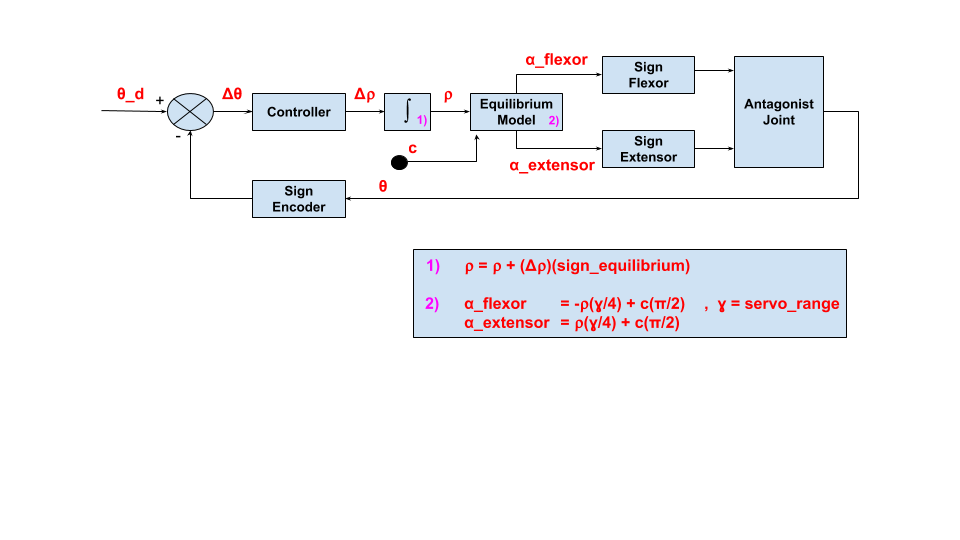 θ_d
+
-
Δθ
Controller
Δρ
∫
1)
ρ
Equilibrium
Model
2)
c
α_flexor
α_extensor
Sign
Flexor
Sign
Extensor
Antagonist
Joint
θ
Sign
Encoder
1) ρ = ρ + (Δρ)(sign_equilibrium)
2) α_flexor = -ρ(ɣ/4) + c(π/2) , ɣ = servo_range
α_extensor = ρ(ɣ/4) + c(π/2)